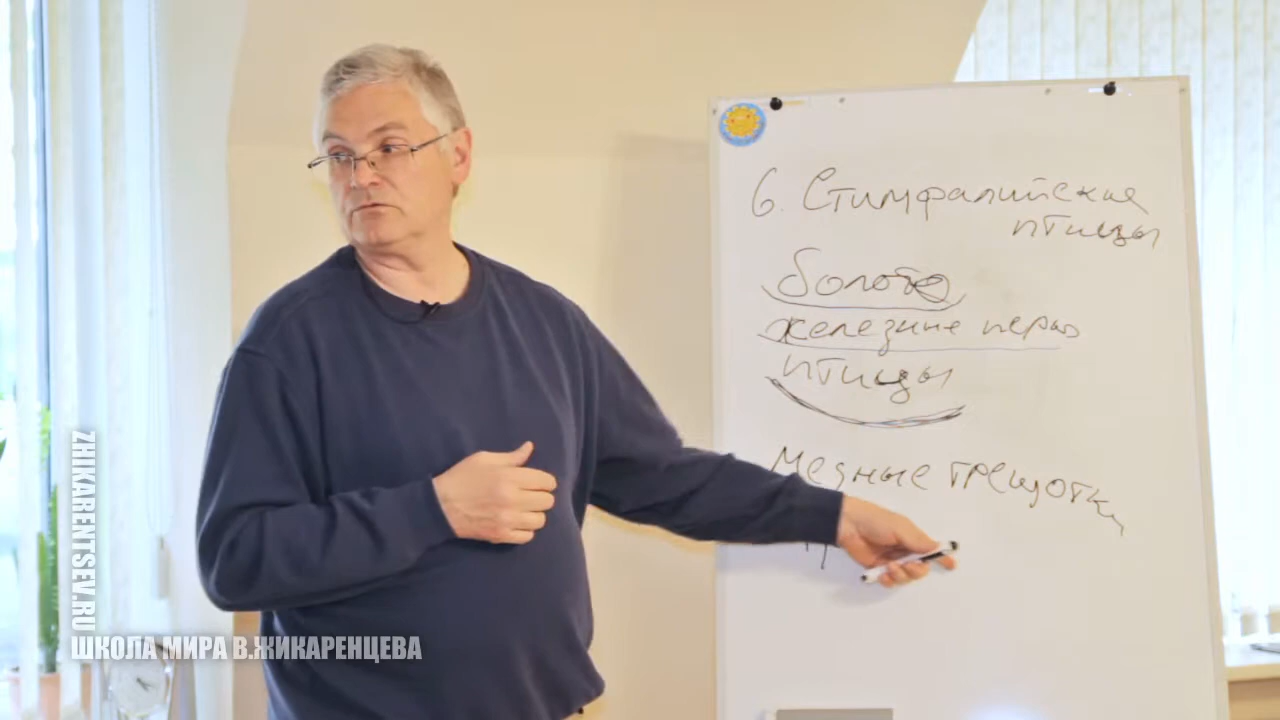 6. Стимфалийские
птицы
болото
железные перья
птицы
Медные трещотки
ZHIKARENTSEV.RU
ШКОЛА МИРА В.ЖИКАРЕНЦЕВА